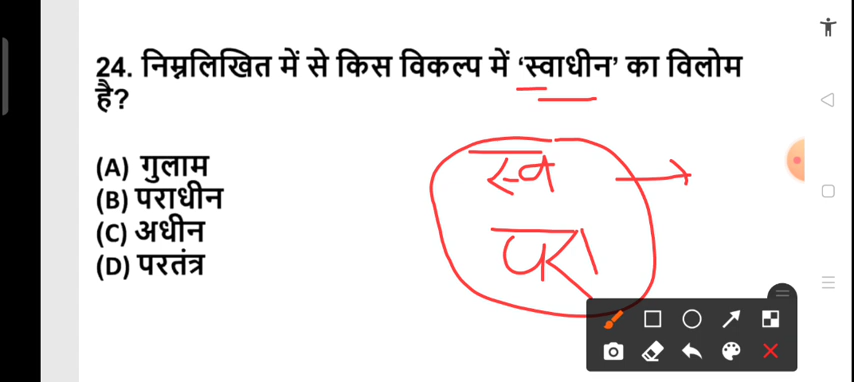 24. निम्नलिखित में से किस विकल्प में ‘स्वाधीन’ का विलोम
है?
(A) गुलाम
(B) पराधीन
(C) अधीन
(D) परतंत्र
स्व
परा